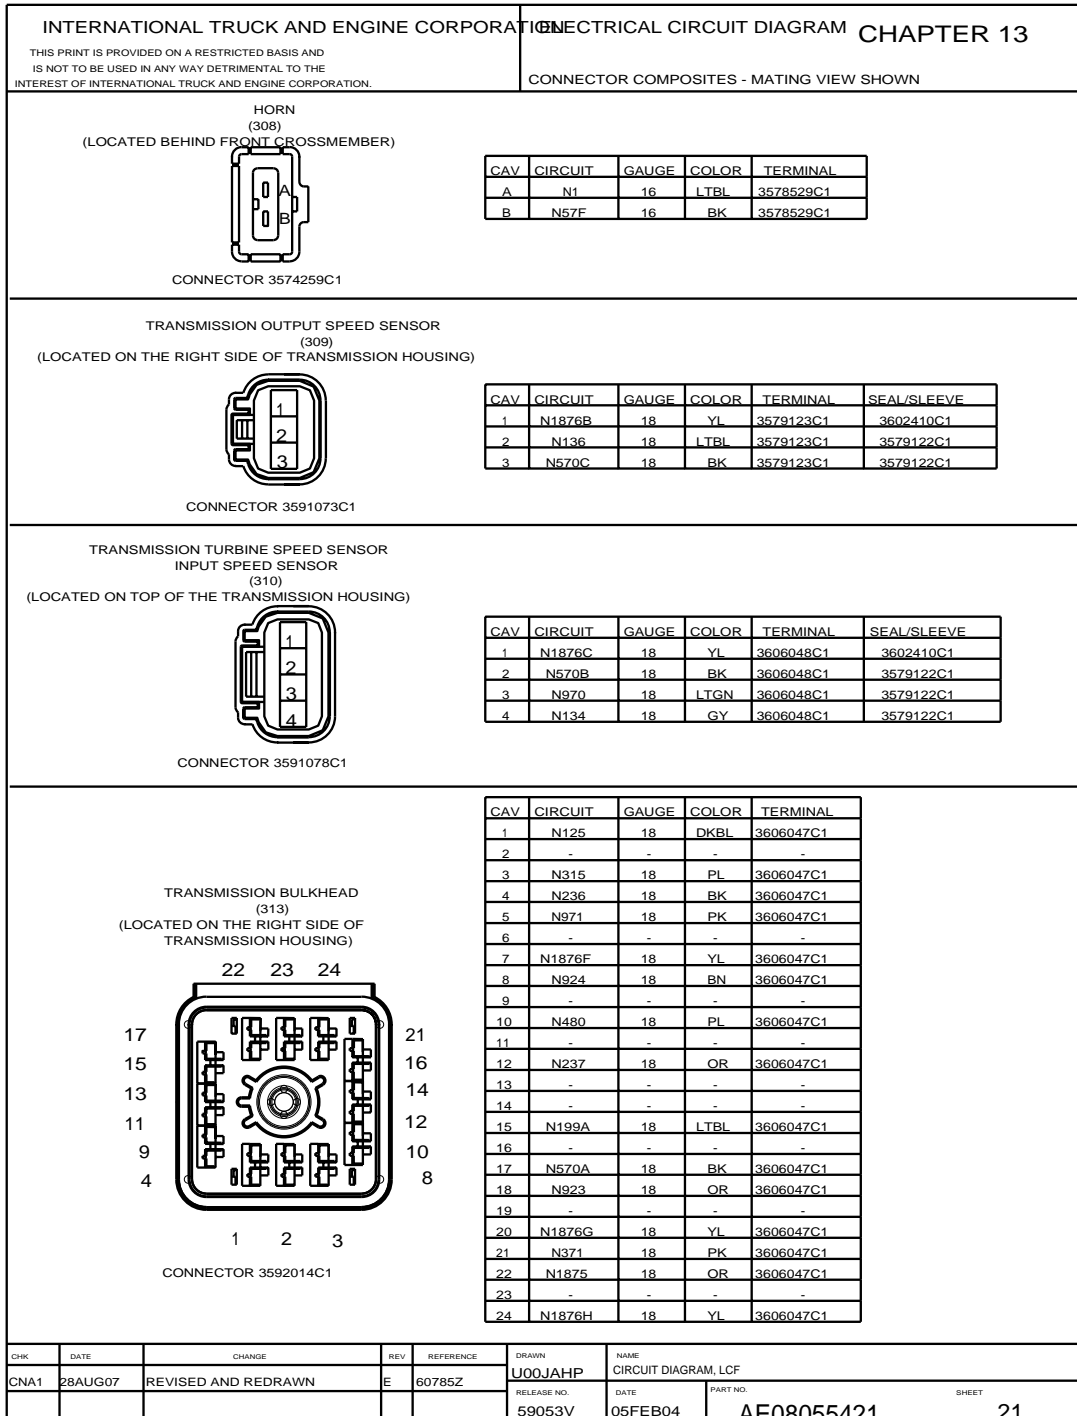 INTERNATIONAL TRUCK AND ENGINE CORPORATION
THIS PRINT IS PROVIDED ON A RESTRICTED BASIS AND
IS NOT TO BE USED IN ANY WAY DETRIMENTAL TO THE
INTEREST OF INTERNATIONAL TRUCK AND ENGINE CORPORATION.
ELECTRICAL CIRCUIT DIAGRAM CHAPTER 13
CONNECTOR COMPOSITES - MATING VIEW SHOWN
HORN
(308)
(LOCATED BEHIND FRONT CROSSMEMBER)
A
B
CONNECTOR 3574259C1
CAV CIRCUIT GAUGE COLOR TERMINAL
A N1 16 LTBL 3578529C1
B N57F 16 BK 3578529C1
TRANSMISSION OUTPUT SPEED SENSOR
(309)
(LOCATED ON THE RIGHT SIDE OF TRANSMISSION HOUSING)
1
2
3
CONNECTOR 3591073C1
CAV CIRCUIT GAUGE COLOR TERMINAL SEAL/SLEEVE
1 N1876B 18 YL 3579123C1 3602410C1
2 N136 18 LTBL 3579123C1 3579122C1
3 N570C 18 BK 3579123C1 3579122C1
TRANSMISSION TURBINE SPEED SENSOR
INPUT SPEED SENSOR
(310)
(LOCATED ON TOP OF THE TRANSMISSION HOUSING)
1
2
3
4
CONNECTOR 3591078C1
CAV CIRCUIT GAUGE COLOR TERMINAL SEAL/SLEEVE
1 N1876C 18 YL 3606048C1 3602410C1
2 N570B 18 BK 3606048C1 3579122C1
3 N970 18 LTGN 3606048C1 3579122C1
4 N134 18 GY 3606048C1 3579122C1
TRANSMISSION BULKHEAD
(313)
(LOCATED ON THE RIGHT SIDE OF
TRANSMISSION HOUSING)
22 23 24
17 21
15 16
13 14
11 12
9 10
4 8
1 2 3
CONNECTOR 3592014C1
CAV CIRCUIT GAUGE COLOR TERMINAL
1 N125 18 DKBL 3606047C1
2 - - - -
3 N315 18 PL 3606047C1
4 N236 18 BK 3606047C1
5 N971 18 PK 3606047C1
6 - - - -
7 N1876F 18 YL 3606047C1
8 N924 18 BN 3606047C1
9 - - - -
10 N480 18 PL 3606047C1
11 - - - -
12 N237 18 OR 3606047C1
13 - - - -
14 - - - -
15 N199A 18 LTBL 3606047C1
16 - - - -
17 N570A 18 BK 3606047C1
18 N923 18 OR 3606047C1
19 - - - -
20 N1876G 18 YL 3606047C1
21 N371 18 PK 3606047C1
22 N1875 18 OR 3606047C1
23 - - - -
24 N1876H 18 YL 3606047C1
CHK DATE CHANGE REV REFERENCE
CNA1 28AUG07 REVISED AND REDRAWN E 60785Z
DRAWN
U00JAHP
NAME
CIRCUIT DIAGRAM, LCF
RELEASE NO. DATE PART NO. SHEET
59053V 05FEB04 AE08055421 21